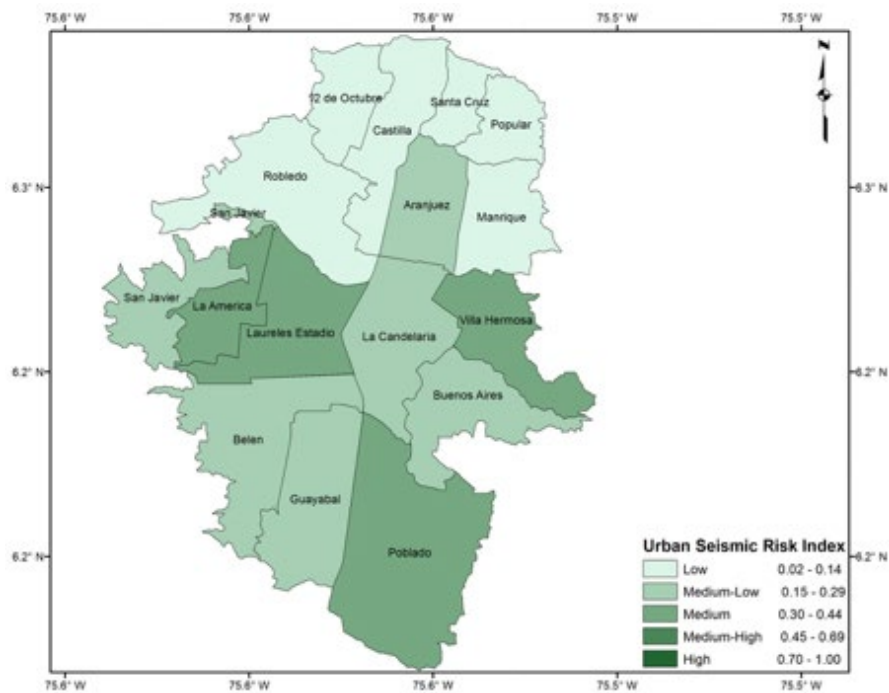 75.6° W 75.6° W 75.6° W 75.5° W 75.5° W
N
12 de Octubre
Santa Cruz
Castilla
Popular
Robledo
6.3° N 6.3° N
Aranjuez
San Javier
Manrique
San Javier
La America
Villa Hermosa
Laureles Estadio
La Candelaria
6.2° N 6.2° N
Buenos Aires
Belen
Guayabal
Poblado
6.2° N 6.2° N
Urban Seismic Risk Index
Low 0.02 - 0.14
Medium-Low 0.15 - 0.29
Medium 0.30 - 0.44
Medium-High 0.45 - 0.69
High 0.70 - 1.00
75.6° W 75.6° W 75.6° W 75.5° W 75.5° W